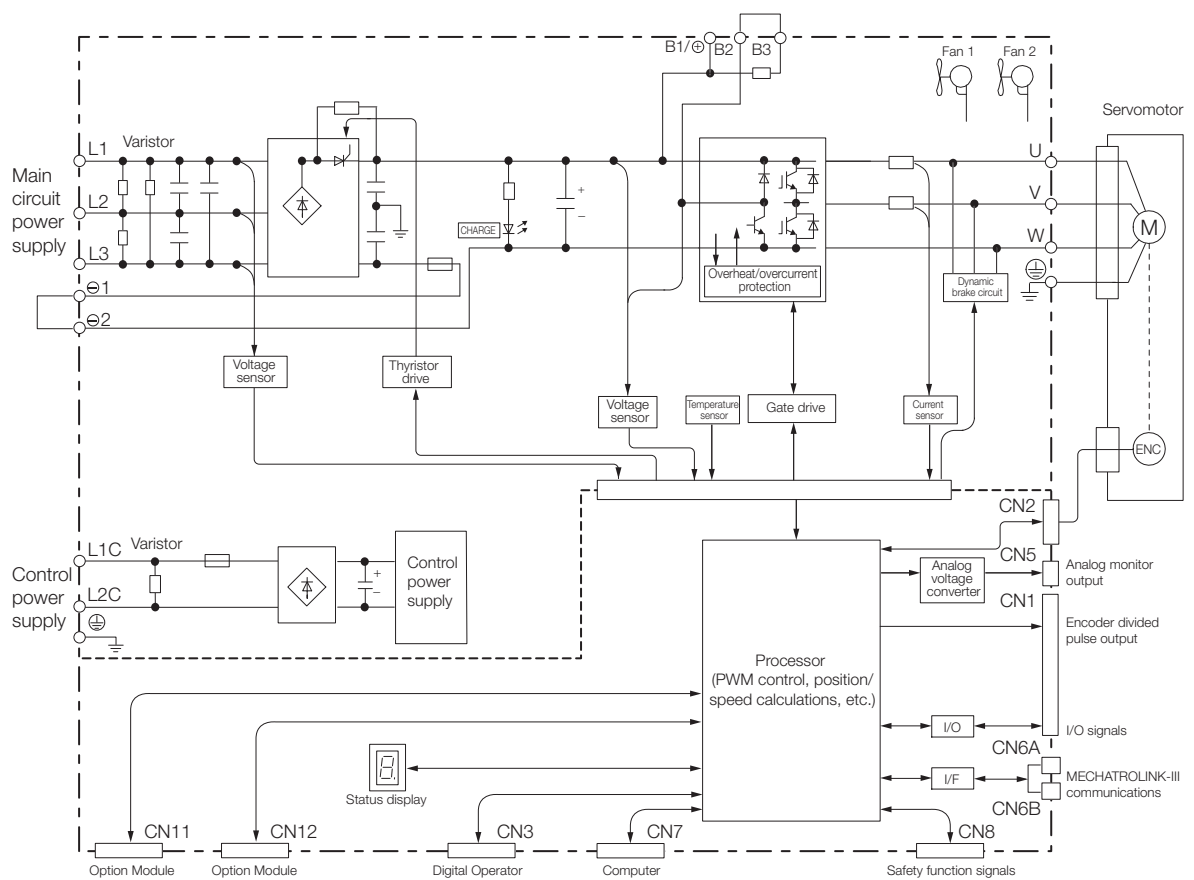 B1/⊕ B2 B3
Fan 1 Fan 2
Servomotor
Varistor
Main
circuit
power
supply
L1
L2
L3
⊖1
⊖2
+
–
CHARGE
Overheat/overcurrent
protection
U
V
W
M
Dynamic
brake circuit
Voltage
sensor
Thyristor
drive
Voltage
sensor
Temperature
sensor
Gate drive
Current
sensor
ENC
Control
power
supply
L1C
L2C
Varistor
+
–
Control
power
supply
CN2
CN5
Analog
voltage
converter
Analog monitor
output
CN1
Encoder divided
pulse output
Processor
(PWM control, position/
speed calculations, etc.)
I/O
I/O signals
CN6A
I/F
MECHATROLINK-III
communications
CN6B
8.
Status display
CN11 CN12 CN3 CN7 CN8
Option Module Option Module Digital Operator Computer Safety function signals